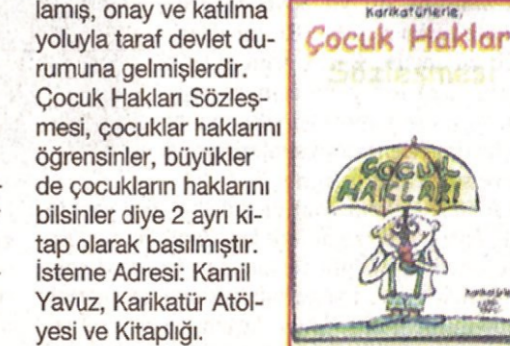 lamış, onay ve katılma
yoluyla taraf devlet du-
rumuna gelmişlerdir.
Çocuk Hakları Sözleş-
mesi, çocuklar haklarını
öğrensinler, büyükler
de çocukların haklarını
bilsinler diye 2 ayrı ki-
tap olarak basılmıştır.
İsteme Adresi: Kamil
Yavuz, Karikatür Atöl-
yesi ve Kitaplığı.
Karikatürlerle,
Çocuk Haklar
Sözleşmesi
ÇOCUK
HAKLARI